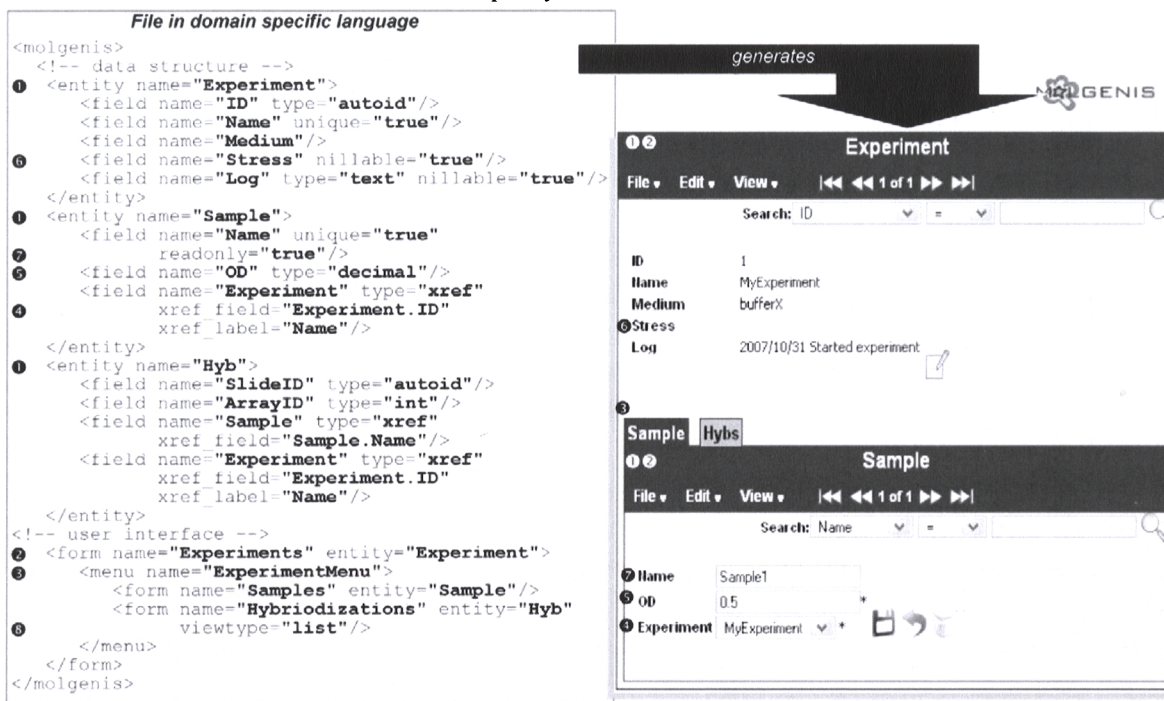 File in domain specific language
<molgenis>
<!-- data structure -->
❶ <entity name="Experiment">
<field name="ID" type="autoid"/>
<field name="Name" unique="true"/>
<field name="Medium"/>
❻ <field name="Stress" nillable="true"/>
<field name="Log" type="text" nillable="true"/>
</entity>
❶ <entity name="Sample">
<field name="Name" unique="true"
❼ readonly="true"/>
❺ <field name="OD" type="decimal"/>
<field name="Experiment" type="xref"
❹ xref_field="Experiment.ID"
xref_label="Name"/>
</entity>
❶ <entity name="Hyb">
<field name="SlideID" type="autoid"/>
<field name="ArrayID" type="int"/>
<field name="Sample" type="xref"
xref_field="Sample.Name"/>
<field name="Experiment" type="xref"
xref_field="Experiment.ID"
xref_label="Name"/>
</entity>
<!-- user interface -->
❷ <form name="Experiments" entity="Experiment">
❸ <menu name="ExperimentMenu">
<form name="Samples" entity="Sample"/>
<form name="Hybriodizations" entity="Hyb"
❽ viewtype="list"/>
</menu>
</form>
</molgenis>
generates
MOLGENIS
❶❷ Experiment
File Edit View 1 of 1
Search: ID =
ID 1
Name MyExperiment
Medium bufferX
❻Stress
Log 2007/10/31 Started experiment
❸
Sample Hybs
❶❷ Sample
File Edit View 1 of 1
Search: Name =
❼ Name Sample1
❺ OD 0.5 *
❹ Experiment MyExperiment *